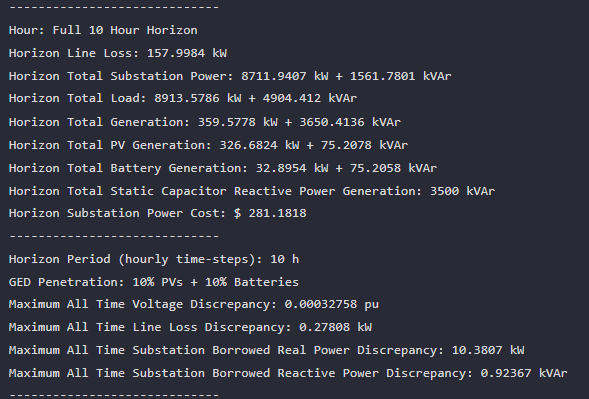 -----------------------------
Hour: Full 10 Hour Horizon
Horizon Line Loss: 157.9984 kW
Horizon Total Substation Power: 8711.9407 kW + 1561.7801 kVAr
Horizon Total Load: 8913.5786 kW + 4904.412 kVAr
Horizon Total Generation: 359.5778 kW + 3650.4136 kVAr
Horizon Total PV Generation: 326.6824 kW + 75.2078 kVAr
Horizon Total Battery Generation: 32.8954 kW + 75.2058 kVAr
Horizon Total Static Capacitor Reactive Power Generation: 3500 kVAr
Horizon Substation Power Cost: $ 281.1818
-----------------------------
Horizon Period (hourly time-steps): 10 h
GED Penetration: 10% PVs + 10% Batteries
Maximum All Time Voltage Discrepancy: 0.00032758 pu
Maximum All Time Line Loss Discrepancy: 0.27808 kW
Maximum All Time Substation Borrowed Real Power Discrepancy: 10.3807 kW
Maximum All Time Substation Borrowed Reactive Power Discrepancy: 0.92367 kVAr
-----------------------------